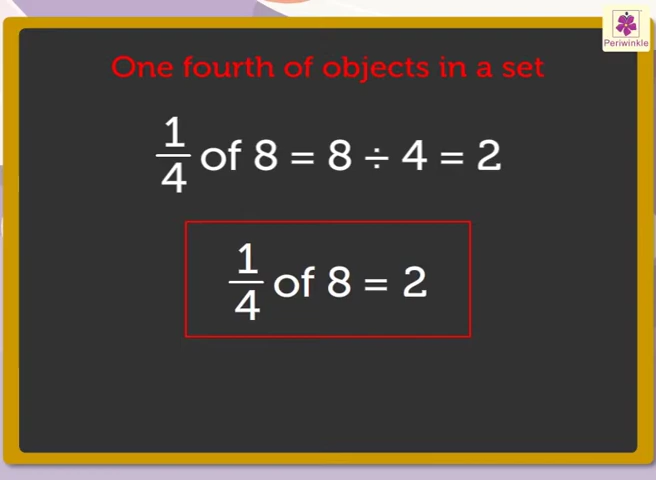 Periwinkle
One fourth of objects in a set
1/4 of 8 = 8 ÷ 4 = 2
1/4 of 8 = 2